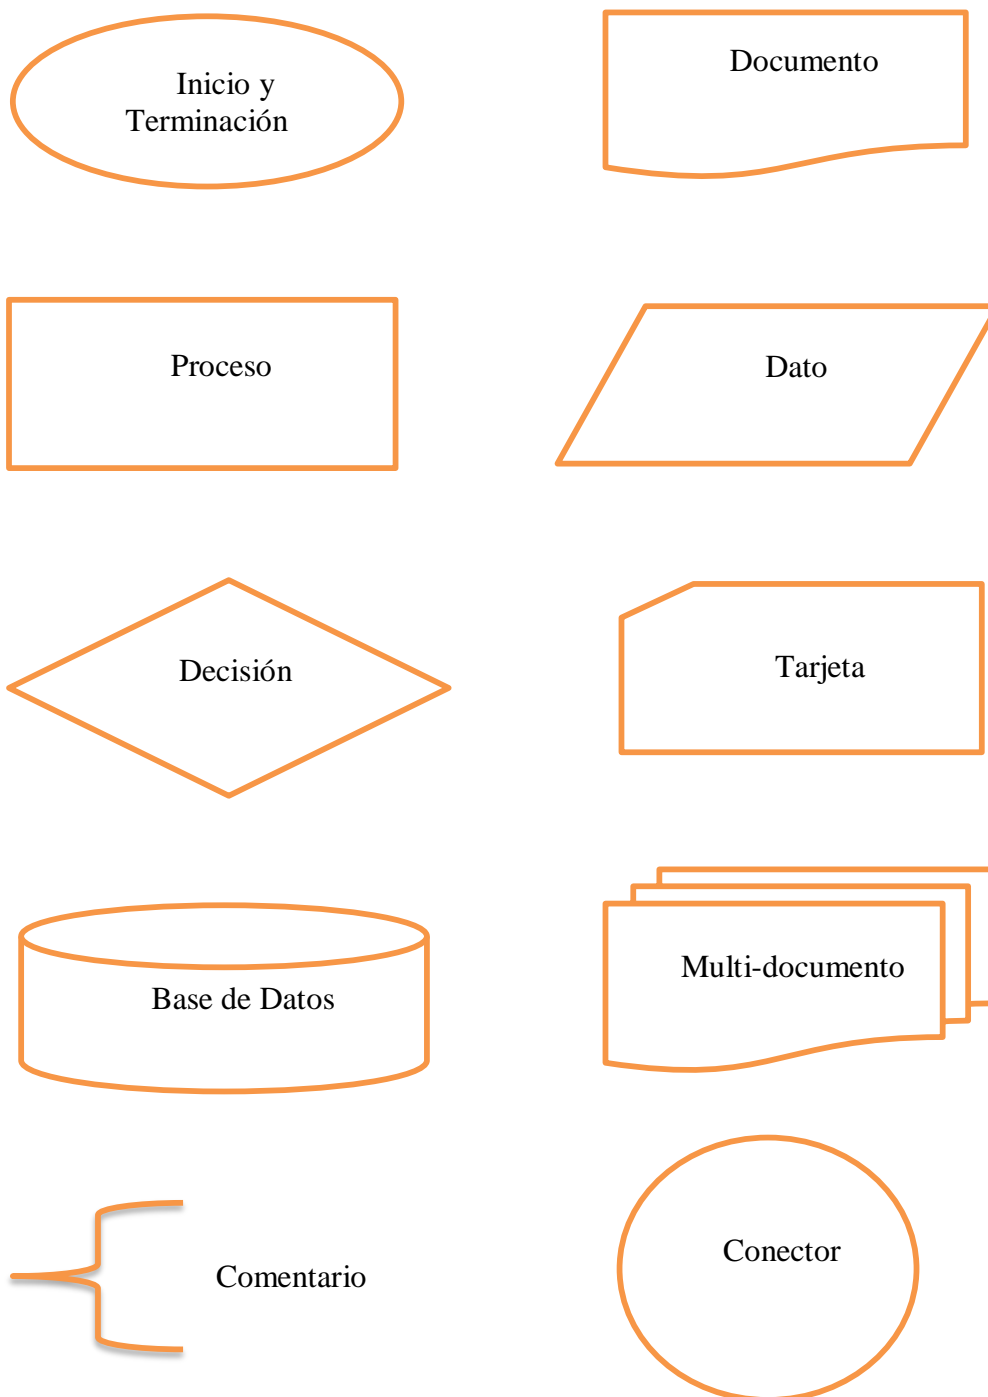 Inicio y
Terminación
Documento
Proceso
Dato
Decisión
Tarjeta
Base de Datos
Multi-documento
Comentario
Conector